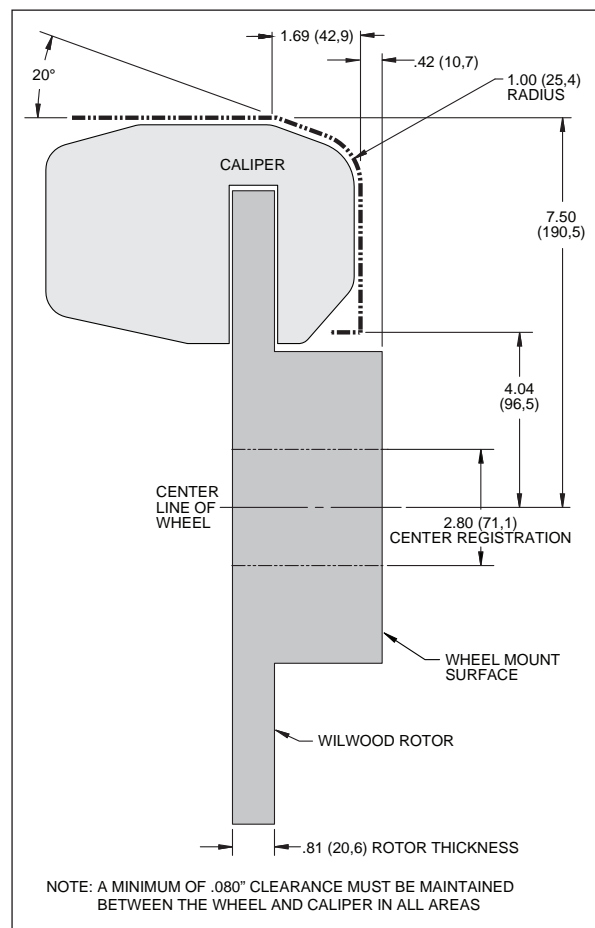 1.69 (42,9)
.42 (10,7)
20°
1.00 (25,4)
RADIUS
CALIPER
7.50
(190,5)
4.04
(96,5)
CENTER
LINE OF
WHEEL
2.80 (71,1)
CENTER REGISTRATION
WHEEL MOUNT
SURFACE
WILWOOD ROTOR
.81 (20,6) ROTOR THICKNESS
NOTE: A MINIMUM OF .080” CLEARANCE MUST BE MAINTAINED
BETWEEN THE WHEEL AND CALIPER IN ALL AREAS